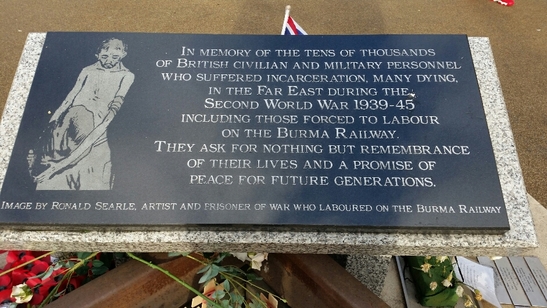 In memory of the tens of thousands
of British civilian and military personnel
who suffered incarceration, many dying,
in the Far East during the
Second World War 1939-45
including those forced to labour
on the Burma Railway.
They ask for nothing but remembrance
of their lives and a promise of
peace for future generations.
Image by Ronald Searle, artist and prisoner of war who laboured on the Burma Railway